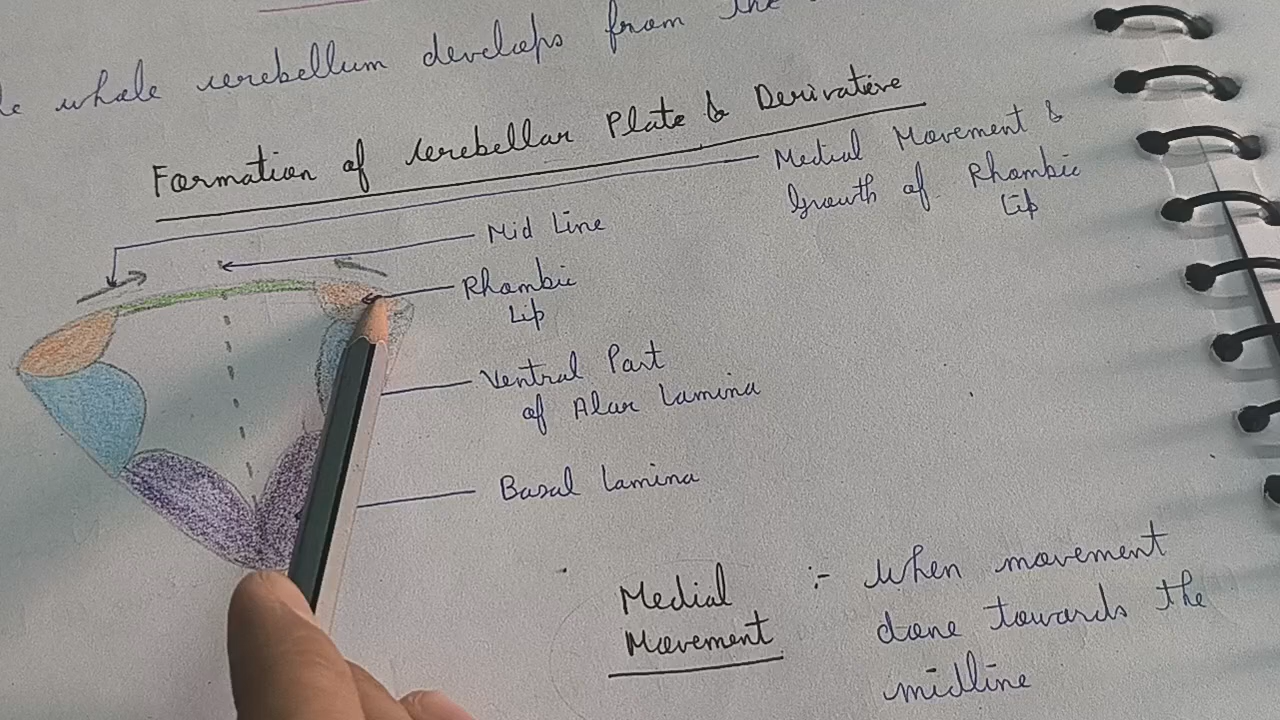 whole cerebellum develops from the
Formation of cerebellar Plate & Derivative
Medial Movement &
Growth of Rhombic
Lip
Mid Line
Rhombic
Lip
Ventral Part
of Alar Lamina
Basal Lamina
Medial
Movement
:- When movement
done towards the
midline